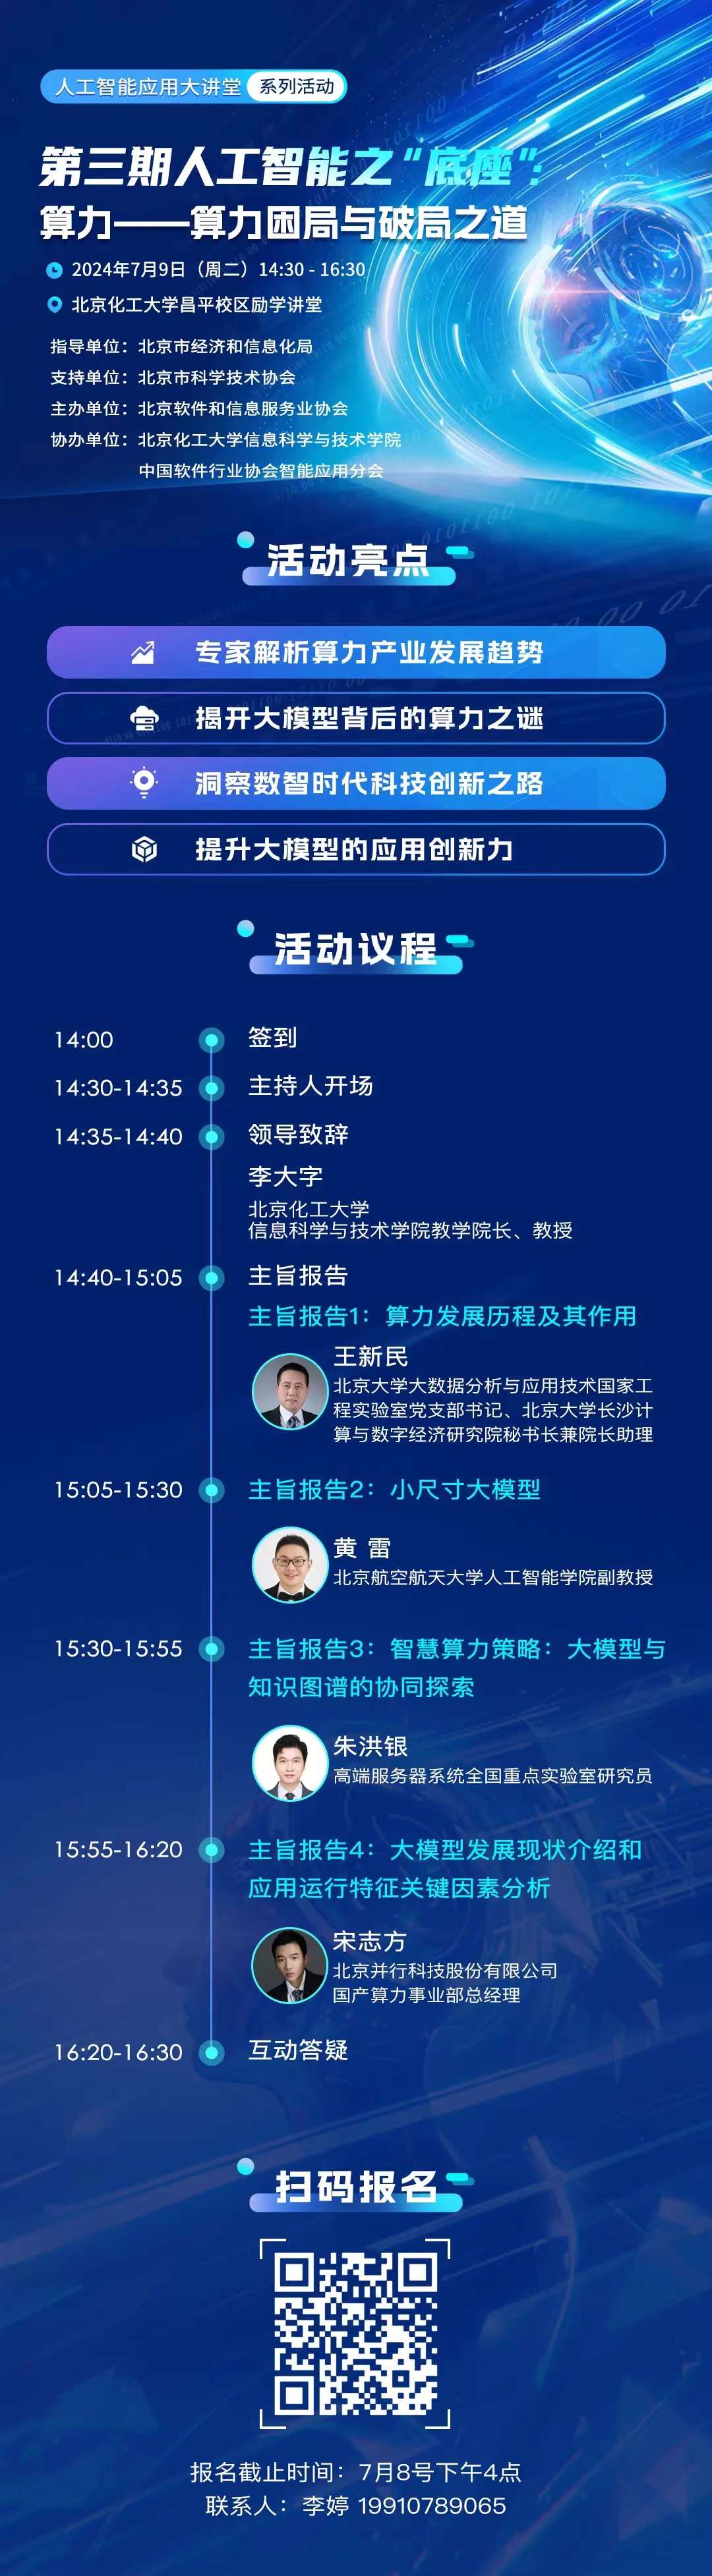 人工智能应用大讲堂 系列活动
第三期人工智能之“底座”:
算力——算力困局与破局之道
2024年7月9日（周二）14:30 - 16:30
北京化工大学昌平校区励学讲堂
指导单位：北京市经济和信息化局
支持单位：北京市科学技术协会
主办单位：北京软件和信息服务业协会
协办单位：北京化工大学信息科学与技术学院
中国软件行业协会智能应用分会
活动亮点
专家解析算力产业发展趋势
揭开大模型背后的算力之谜
洞察数智时代科技创新之路
提升大模型的应用创新力
活动议程
14:00 签到
14:30-14:35 主持人开场
14:35-14:40 领导致辞
李大字
北京化工大学
信息科学与技术学院教学院长、教授
14:40-15:05 主旨报告
主旨报告1：算力发展历程及其作用
王新民
北京大学大数据分析与应用技术国家工
程实验室党支部书记、北京大学长沙计
算与数字经济研究院秘书长兼院长助理
15:05-15:30 主旨报告2：小尺寸大模型
黄 雷
北京航空航天大学人工智能学院副教授
15:30-15:55 主旨报告3：智慧算力策略：大模型与
知识图谱的协同探索
朱洪银
高端服务器系统全国重点实验室研究员
15:55-16:20 主旨报告4：大模型发展现状介绍和
应用运行特征关键因素分析
宋志方
北京并行科技股份有限公司
国产算力事业部总经理
16:20-16:30 互动答疑
扫码报名
报名截止时间：7月8号下午4点
联系人：李婷 19910789065